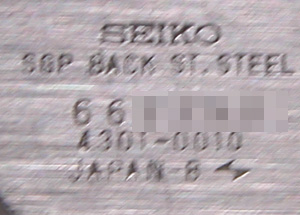 SEIKO
SGP BACK ST.STEEL
66
4301-0010
JAPAN-B